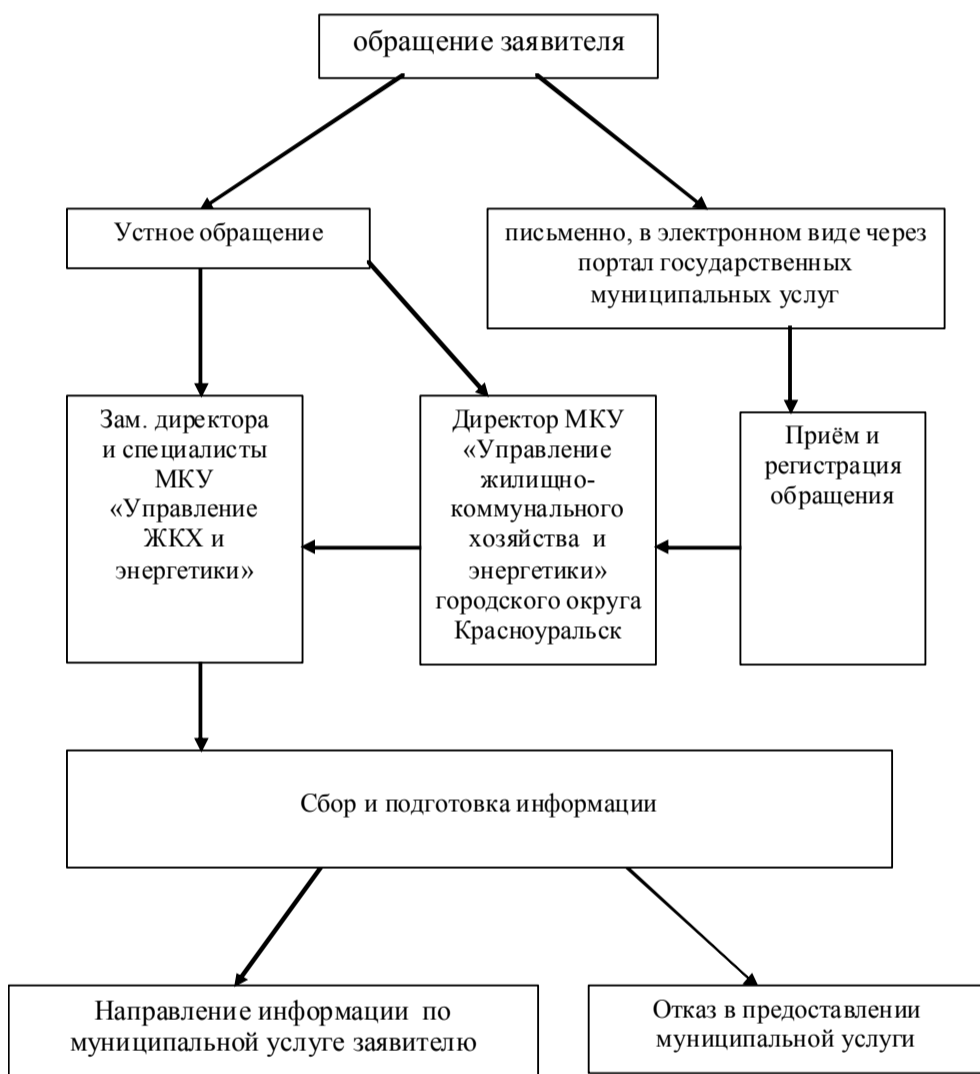 обращение заявителя
Устное обращение
письменно, в электронном виде через
портал государственных
муниципальных услуг
Зам. директора
и специалисты
МКУ
«Управление
ЖКХ и
энергетики»
Директор МКУ
«Управление
жилищно-
коммунального
хозяйства и
энергетики»
городского округа
Красноуральск
Приём и
регистрация
обращения
Сбор и подготовка информации
Направление информации по
муниципальной услуге заявителю
Отказ в предоставлении
муниципальной услуги